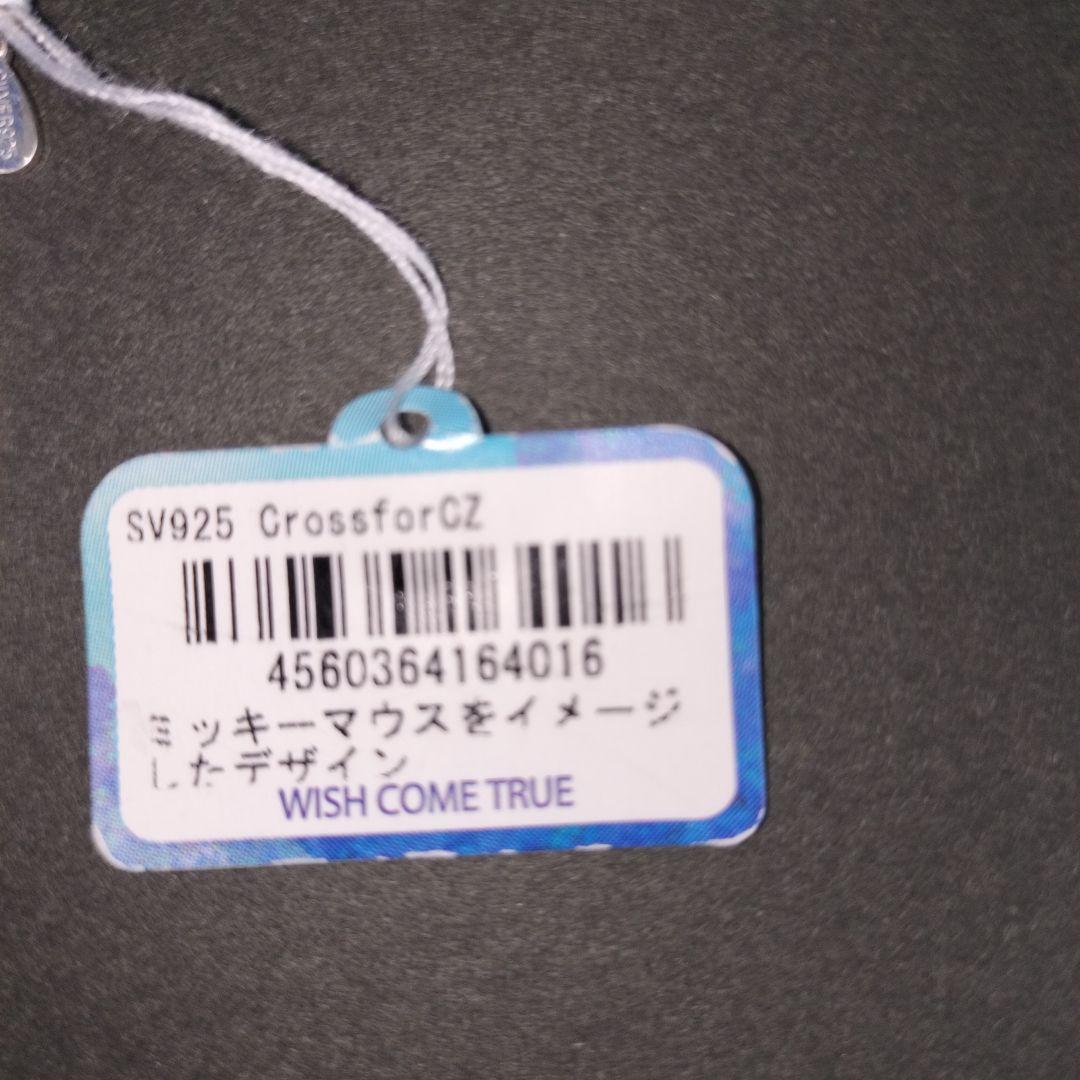 SV925 CrossforCZ
4560364164016
ミッキーマウスをイメージ
したデザイン
WISH COME TRUE
SILVER925